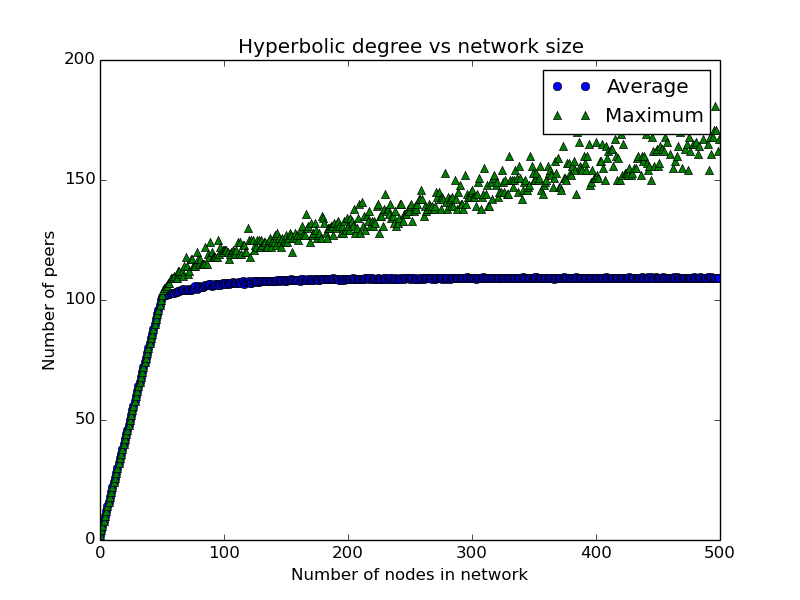 Hyperbolic degree vs network size
Average
Maximum
200
150
100
50
0
Number of peers
0 100 200 300 400 500
Number of nodes in network